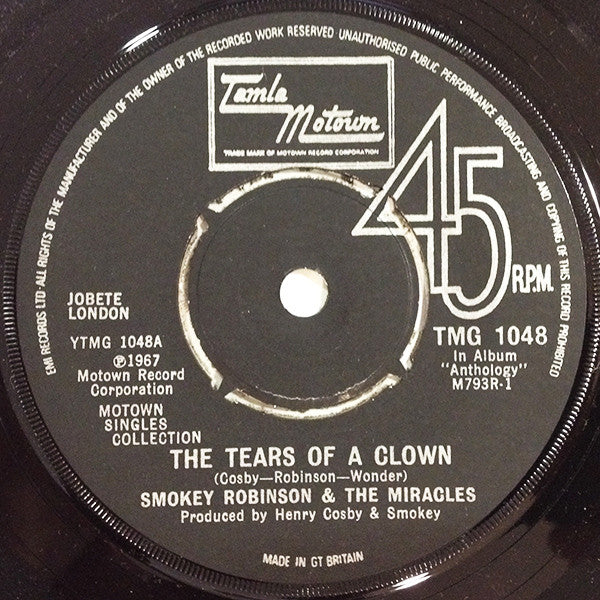 EMI RECORDS LTD·ALL RIGHTS OF THE MANUFACTURER AND OF THE OWNER OF THE RECORDED WORK RESERVED UNAUTHORISED PUBLIC PERFORMANCE BROADCASTING AND COPYING OF THIS RECORD PROHIBITED
Tamla
Motown
TRADE MARK OF MOTOWN RECORD CORPORATION
45
R.P.M.
JOBETE
LONDON
YTMG 1048A
℗1967
Motown Record
Corporation
MOTOWN
SINGLES
COLLECTION
TMG 1048
In Album
"Anthology"
M793R-1
THE TEARS OF A CLOWN
(Cosby—Robinson—Wonder)
SMOKEY ROBINSON & THE MIRACLES
Produced by Henry Cosby & Smokey
MADE IN GT BRITAIN